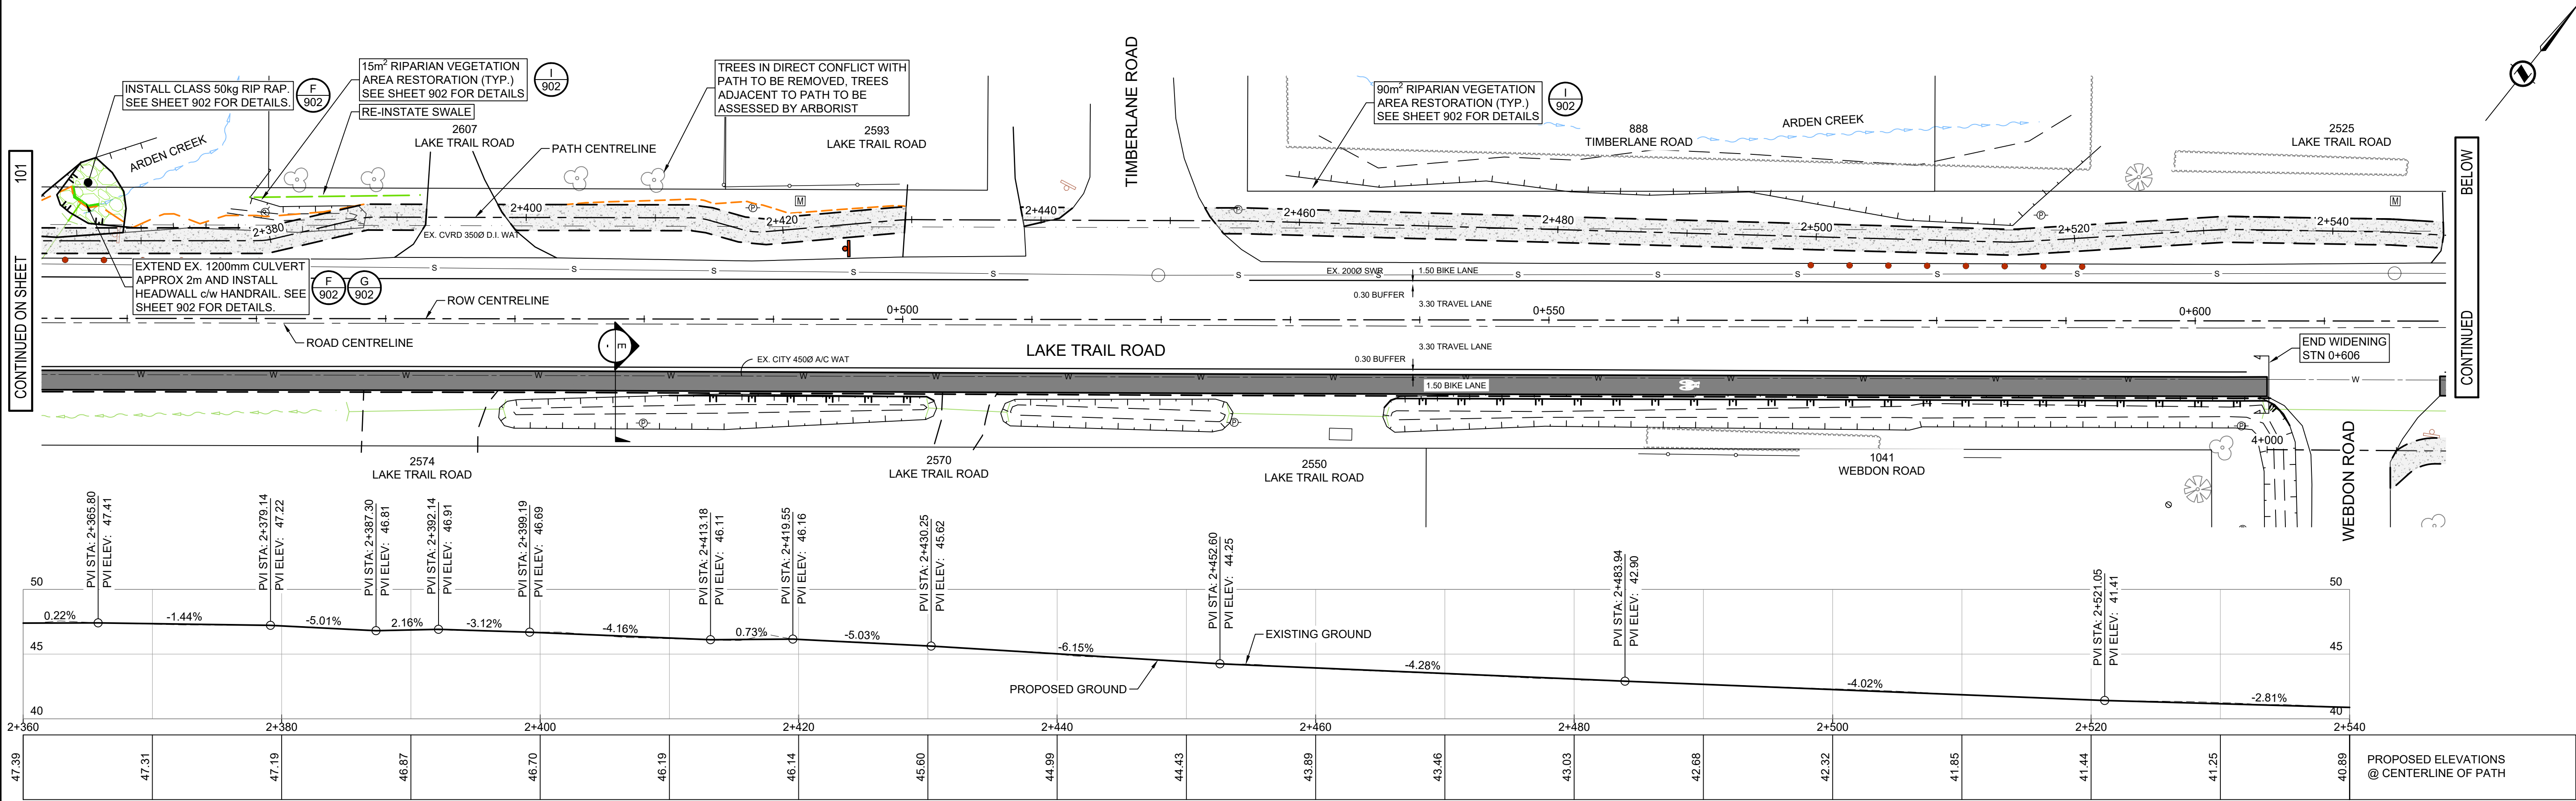 CONTINUED ON SHEET 101
INSTALL CLASS 50kg RIP RAP.
SEE SHEET 902 FOR DETAILS.
F
902
15m² RIPARIAN VEGETATION
AREA RESTORATION (TYP.)
SEE SHEET 902 FOR DETAILS
I
902
RE-INSTATE SWALE
ARDEN CREEK
2607
LAKE TRAIL ROAD
PATH CENTRELINE
TREES IN DIRECT CONFLICT WITH
PATH TO BE REMOVED, TREES
ADJACENT TO PATH TO BE
ASSESSED BY ARBORIST
2593
LAKE TRAIL ROAD
TIMBERLANE ROAD
90m² RIPARIAN VEGETATION
AREA RESTORATION (TYP.)
SEE SHEET 902 FOR DETAILS
I
902
888
TIMBERLANE ROAD
ARDEN CREEK
2525
LAKE TRAIL ROAD
CONTINUED BELOW
M
M
2+380
2+400
2+420
2+440
2+460
2+480
2+500
2+520
2+540
EX. CVRD 350Ø D.I. WAT
EXTEND EX. 1200mm CULVERT
APPROX 2m AND INSTALL
HEADWALL c/w HANDRAIL. SEE
SHEET 902 FOR DETAILS.
F
902
G
902
S S S S S S S S S S
EX. 200Ø SWR
1.50 BIKE LANE
0.30 BUFFER
3.30 TRAVEL LANE
ROW CENTRELINE
0+500
0+550
0+600
ROAD CENTRELINE
E
-
LAKE TRAIL ROAD
3.30 TRAVEL LANE
0.30 BUFFER
1.50 BIKE LANE
EX. CITY 450Ø A/C WAT
END WIDENING
STN 0+606
W W W W W W W W W W W W W W W W W
2574
LAKE TRAIL ROAD
2570
LAKE TRAIL ROAD
2550
LAKE TRAIL ROAD
1041
WEBDON ROAD
4+000
WEBDON ROAD
PVI STA: 2+365.80
PVI ELEV: 47.41
PVI STA: 2+379.14
PVI ELEV: 47.22
PVI STA: 2+387.30
PVI ELEV: 46.81
PVI STA: 2+392.14
PVI ELEV: 46.91
PVI STA: 2+399.19
PVI ELEV: 46.69
PVI STA: 2+413.18
PVI ELEV: 46.11
PVI STA: 2+419.55
PVI ELEV: 46.16
PVI STA: 2+430.25
PVI ELEV: 45.62
PVI STA: 2+452.60
PVI ELEV: 44.25
PVI STA: 2+483.94
PVI ELEV: 42.90
PVI STA: 2+521.05
PVI ELEV: 41.41
50
50
0.22%
-1.44%
-5.01%
2.16%
-3.12%
-4.16%
0.73%
-5.03%
-6.15%
-4.28%
-4.02%
-2.81%
EXISTING GROUND
PROPOSED GROUND
45
45
40
40
2+360
2+380
2+400
2+420
2+440
2+460
2+480
2+500
2+520
2+540
47.39
47.31
47.19
46.87
46.70
46.19
46.14
45.60
44.99
44.43
43.89
43.46
43.03
42.68
42.32
41.85
41.44
41.25
40.89
PROPOSED ELEVATIONS
@ CENTERLINE OF PATH